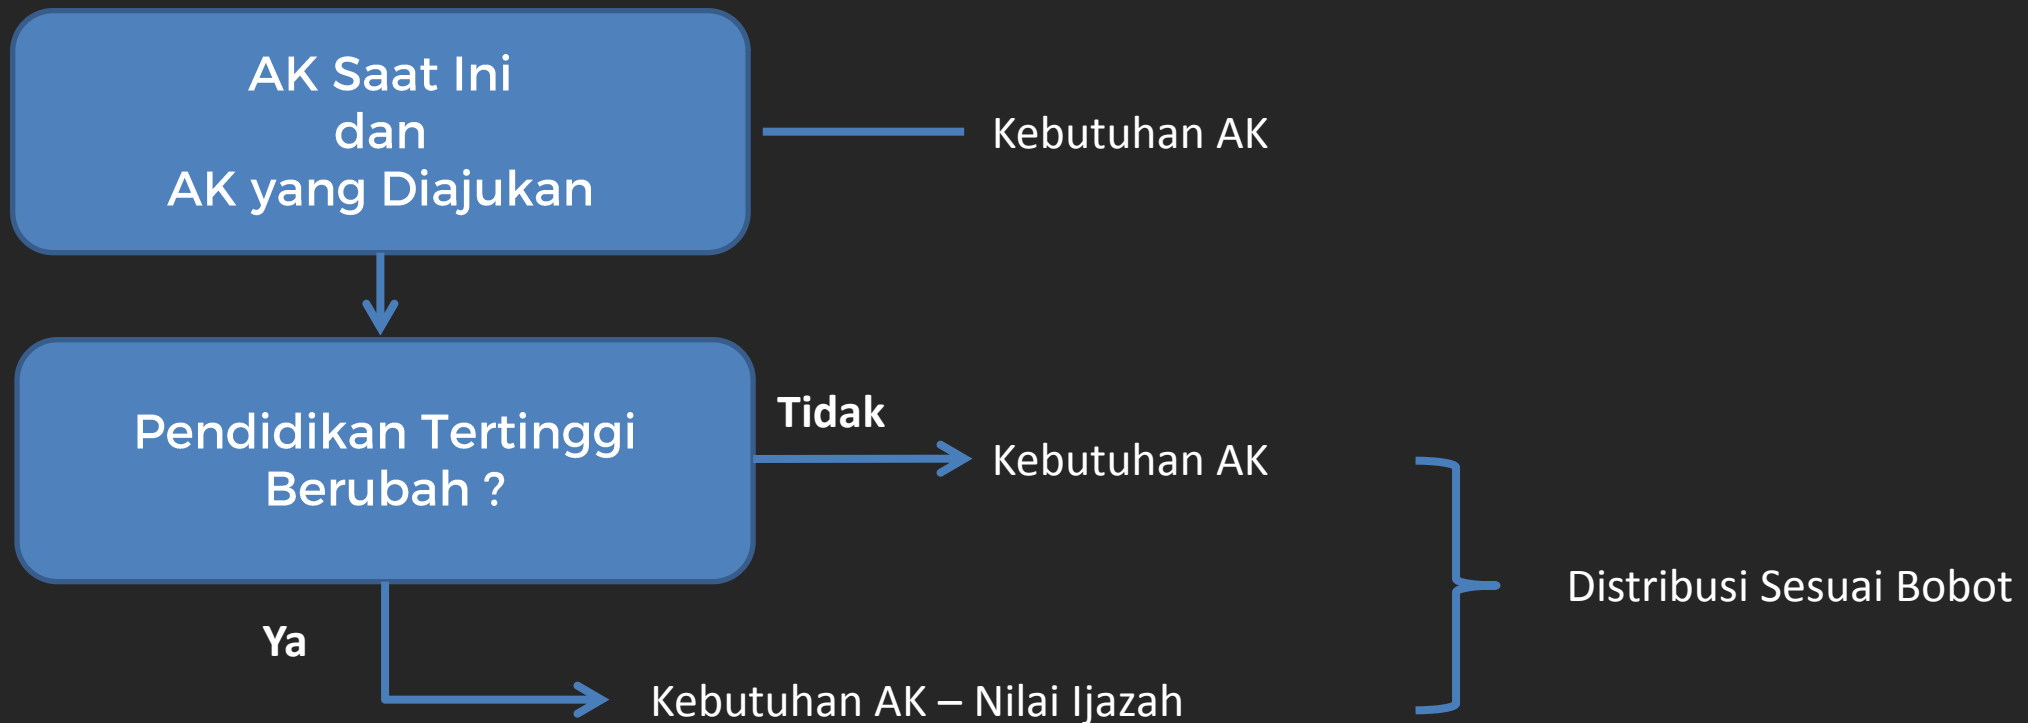 AK Saat Ini
dan
AK yang Diajukan
Kebutuhan AK
Pendidikan Tertinggi
Berubah ?
Tidak
Kebutuhan AK
Distribusi Sesuai Bobot
Ya
Kebutuhan AK – Nilai Ijazah